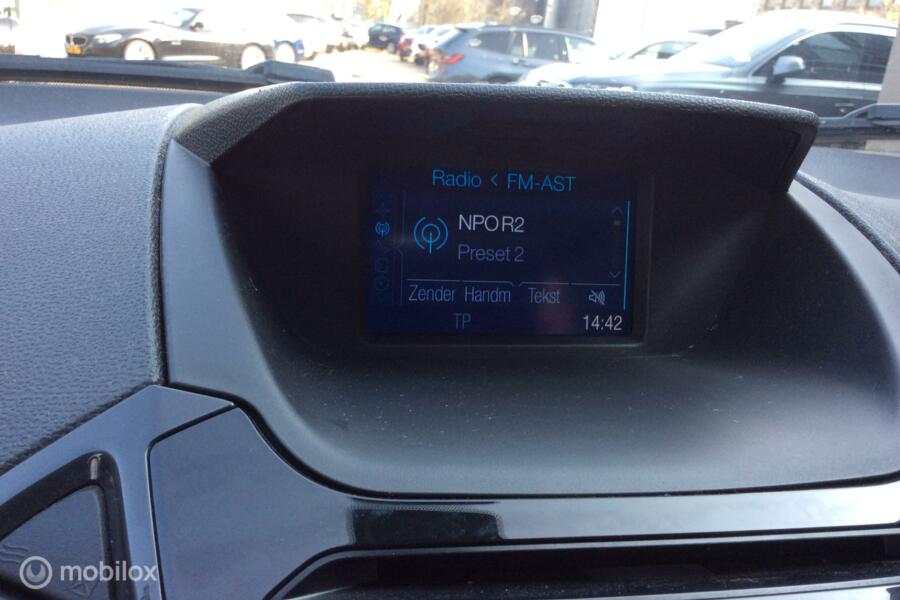 Radio < FM-AST
NPO R2
Preset 2
Zender Handm Tekst
TP 14:42
mobilox